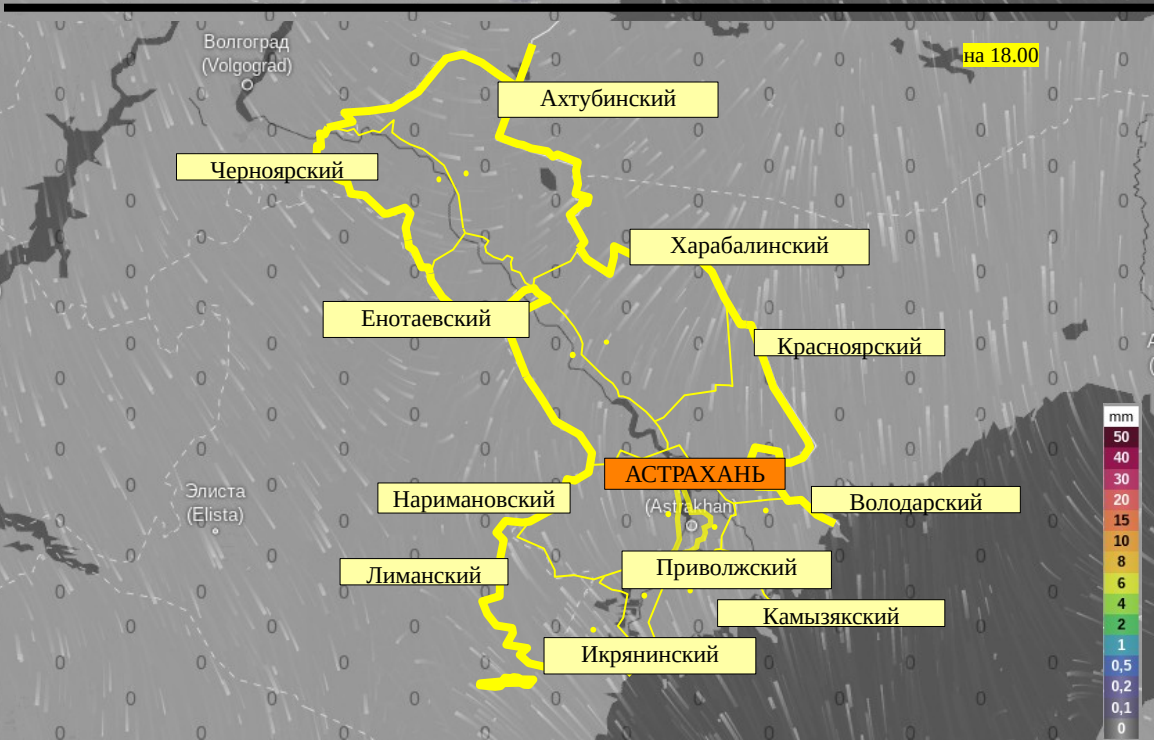 Волгоград
(Volgograd)
на 18.00
Ахтубинский
Черноярский
Харабалинский
Енотаевский
Красноярский
mm
50
40
30
20
15
10
8
6
4
2
1
0,5
0,2
0,1
0
АСТРАХАНЬ
(Astrakhan)
Элиста
(Elista)
Наримановский
Володарский
Лиманский
Приволжский
Камызякский
Икрянинский